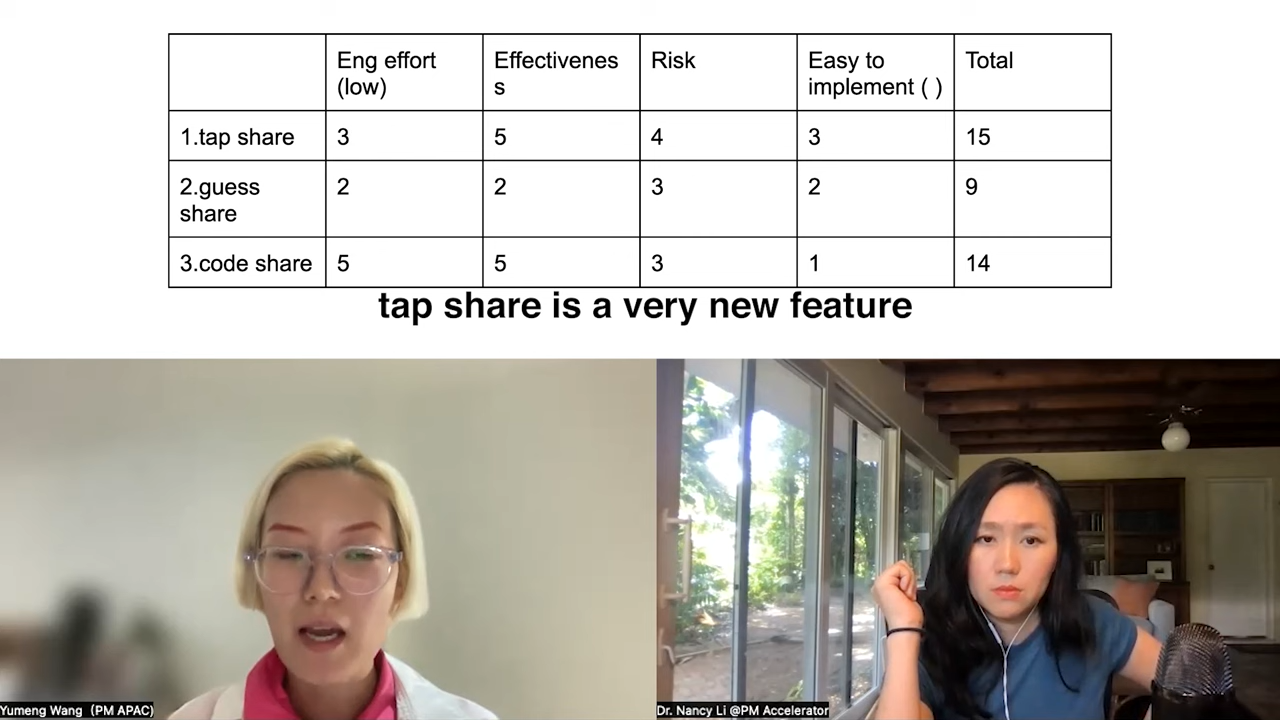 Eng effort (low) Effectivenes s Risk Easy to implement ( ) Total
1.tap share 3 5 4 3 15
2.guess share 2 2 3 2 9
3.code share 5 5 3 1 14
tap share is a very new feature
Yumeng Wang（PM APAC)
Dr. Nancy Li @PM Accelerator